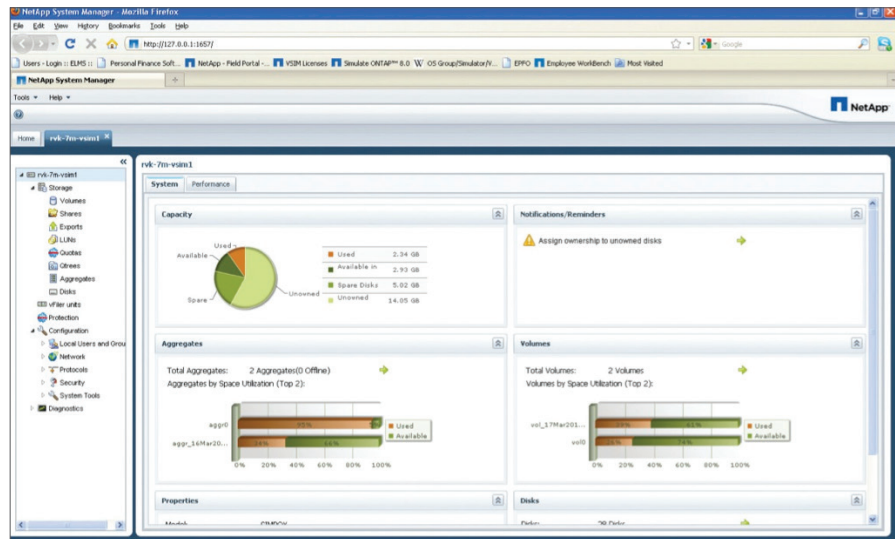 NetApp System Manager - Mozilla Firefox
File Edit View History Bookmarks Tools Help
http://127.0.0.1:1657/
Google
Users - Login :: ELMS :: Personal Finance Soft... NetApp - Field Portal -... VSIM Licenses Simulate ONTAP™ 8.0 OS Group/Simulator/V... EPFO Employee WorkBench Most Visited
NetApp System Manager
Tools Help
NetApp
Home rvk-7m-vsim1
rvk-7m-vsim1
Storage
Volumes
Shares
Exports
LUNs
Quotas
Qtrees
Aggregates
Disks
vFiler units
Protection
Configuration
Local Users and Grou
Network
Protocols
Security
System Tools
Diagnostics
rvk-7m-vsim1
System Performance
Capacity
Used
Available
Spare
Unowned
Used 2.34 GB
Available in 2.93 GB
Spare Disks 5.02 GB
Unowned 14.05 GB
Notifications/Reminders
Assign ownership to unowned disks
Aggregates
Total Aggregates: 2 Aggregates(0 Offline)
Aggregates by Space Utilization (Top 2):
aggr0 95%
aggr_16Mar20... 66%
Used
Available
0% 20% 40% 60% 80% 100%
Volumes
Total Volumes: 2 Volumes
Volumes by Space Utilization (Top 2):
vol_17Mar201... 61%
vol0 74%
Used
Available
0% 20% 40% 60% 80% 100%
Properties
Disks